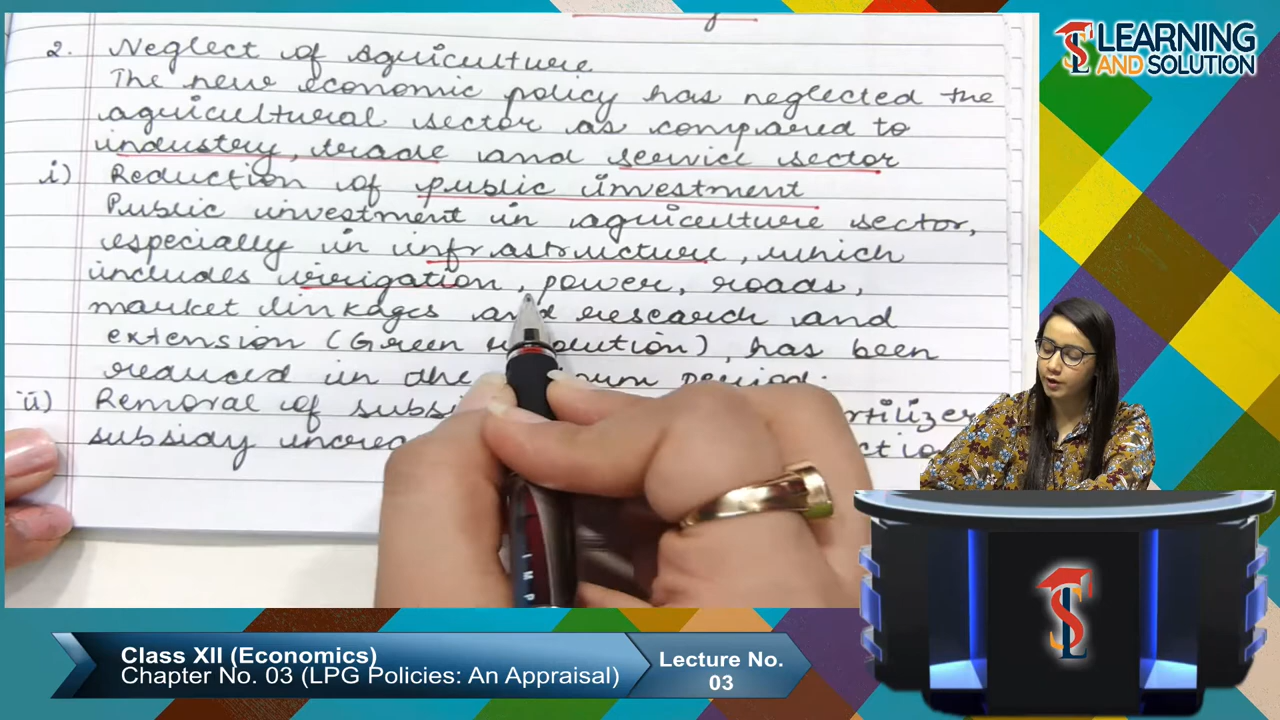 2. Neglect of Agriculture
The new economic policy has neglected the
agricultural sector as compared to
industry, trade and service sector
i) Reduction of public investment
Public investment in agriculture sector,
especially in infrastructure, which
includes irrigation, power, roads,
market linkages and research and
extension (Green, has been
reduced in the period.
ii) Removal of
subsidy
LEARNING
AND SOLUTION
Class XII (Economics)
Chapter No. 03 (LPG Policies: An Appraisal)
Lecture No.
03
IMP